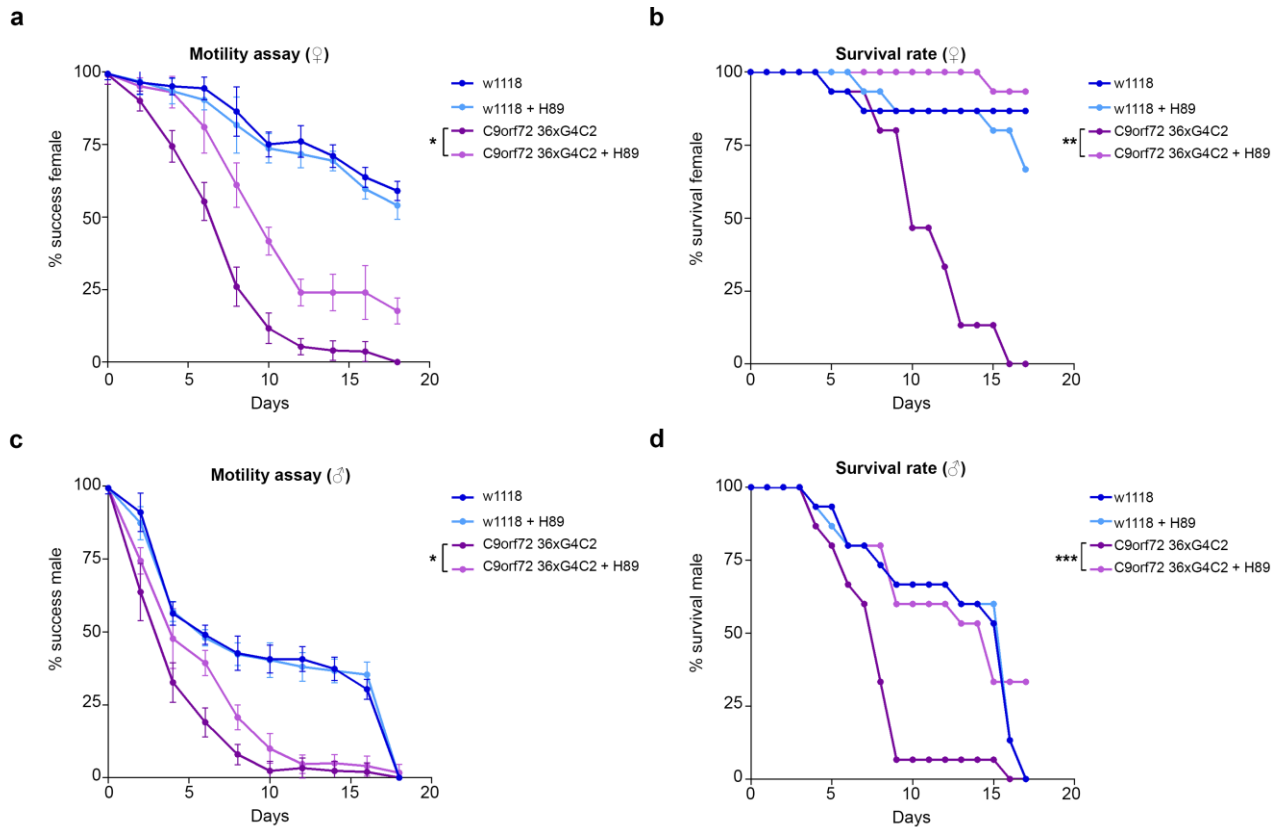 a
Motility assay (♀)
% success female
100
75
50
25
0
0 5 10 15 20
Days
w1118
w1118 + H89
C9orf72 36xG4C2
C9orf72 36xG4C2 + H89
*
b
Survival rate (♀)
% survival female
100
75
50
25
0
0 5 10 15 20
Days
w1118
w1118 + H89
C9orf72 36xG4C2
C9orf72 36xG4C2 + H89
**
c
Motility assay (♂)
% success male
100
75
50
25
0
0 5 10 15 20
Days
w1118
w1118 + H89
C9orf72 36xG4C2
C9orf72 36xG4C2 + H89
*
d
Survival rate (♂)
% survival male
100
75
50
25
0
0 5 10 15 20
Days
w1118
w1118 + H89
C9orf72 36xG4C2
C9orf72 36xG4C2 + H89
***